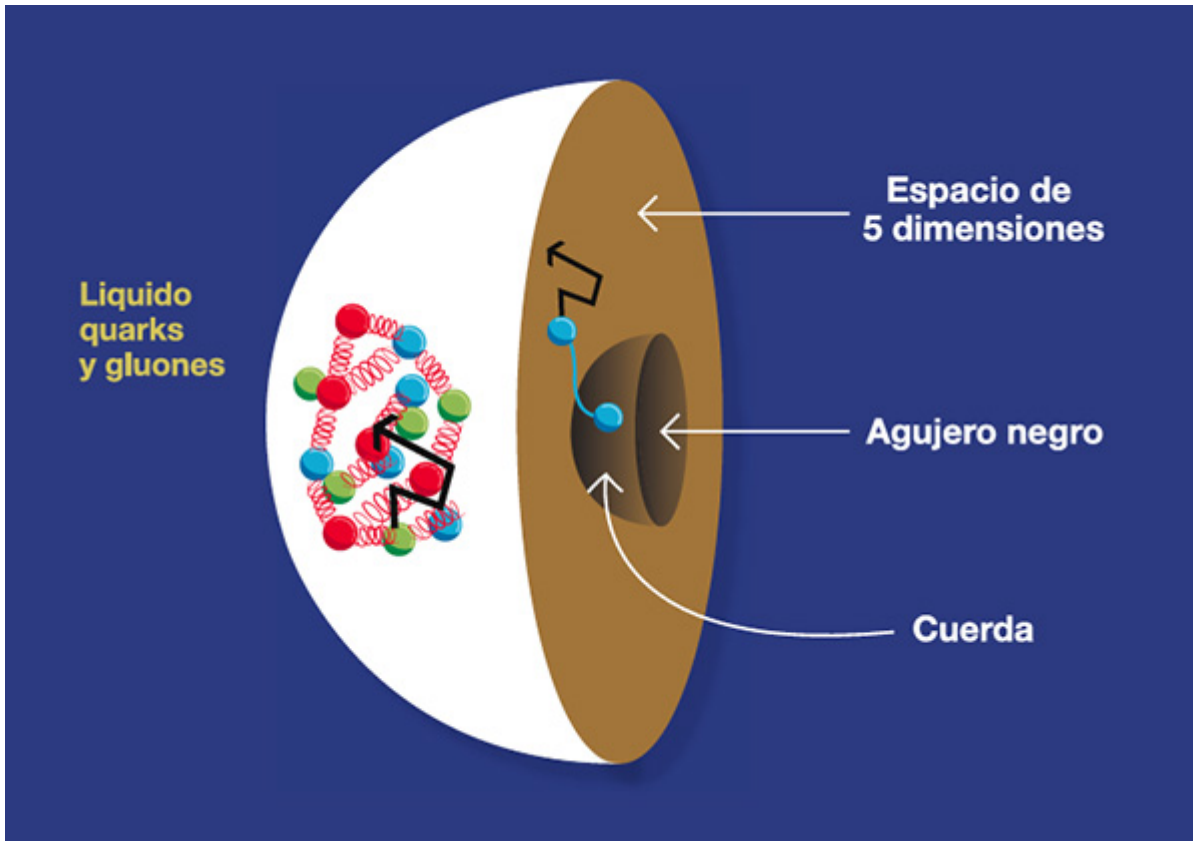 Espacio de
5 dimensiones
Liquido
quarks
y gluones
Agujero negro
Cuerda